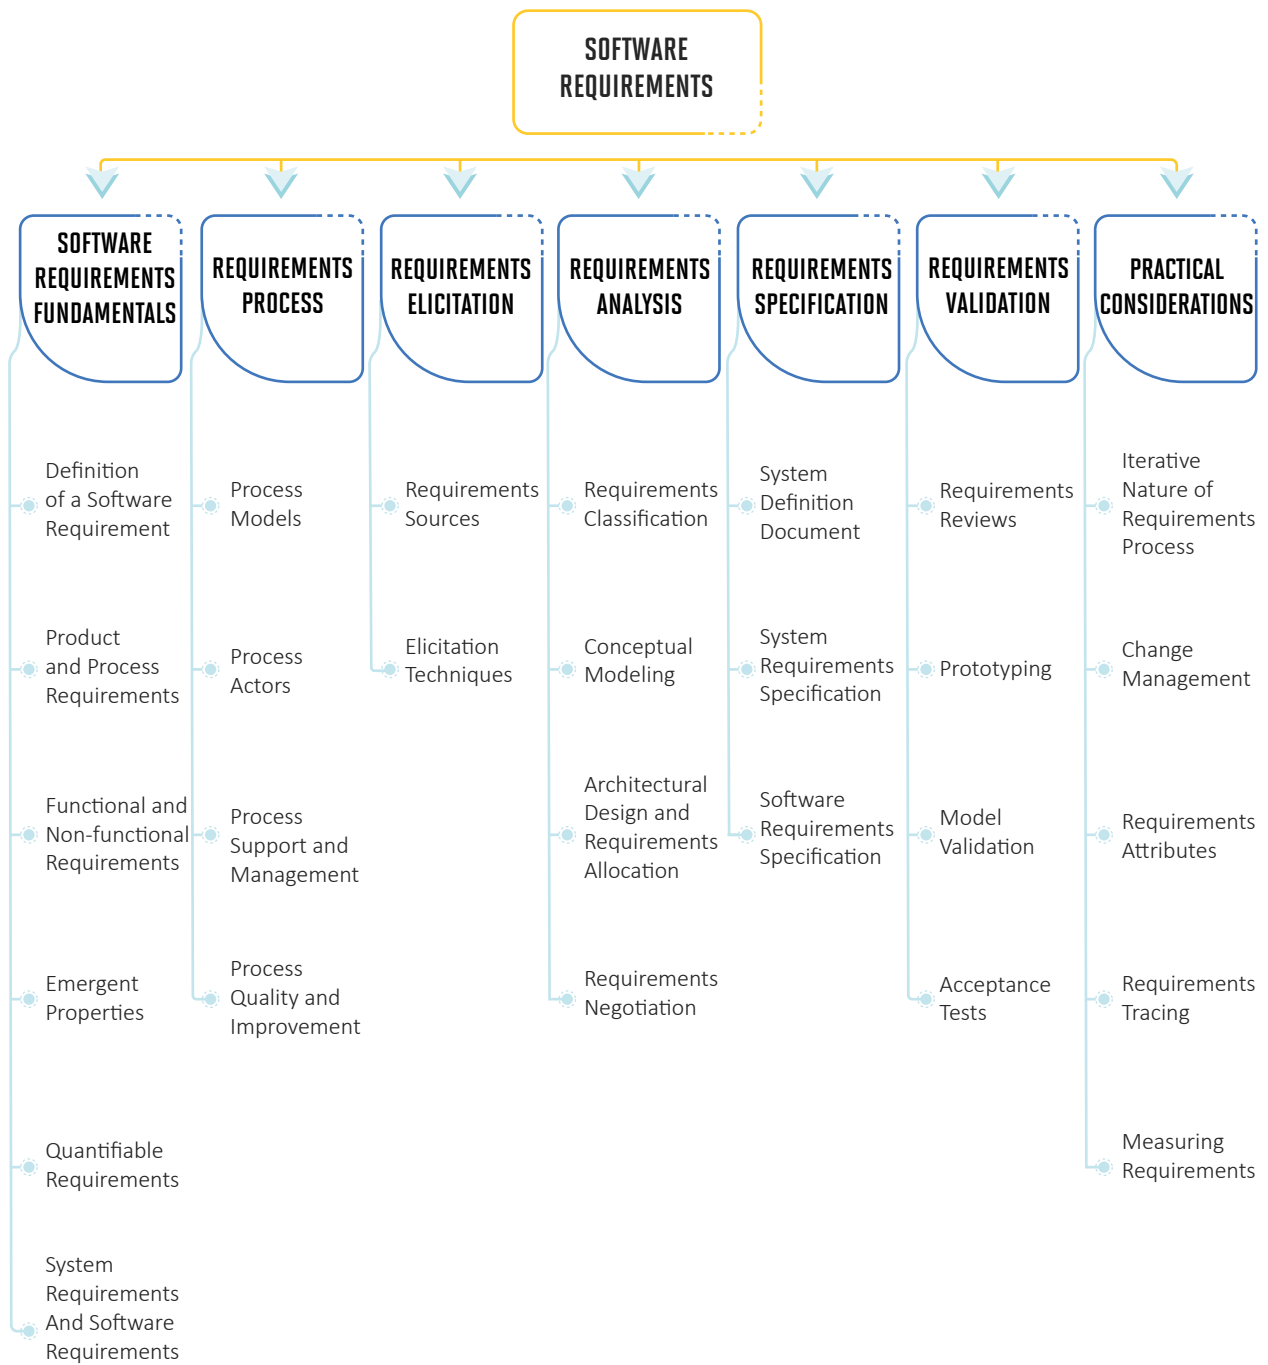 SOFTWARE
REQUIREMENTS
SOFTWARE
REQUIREMENTS
FUNDAMENTALS
Definition
of a Software
Requirement
Product
and Process
Requirements
Functional and
Non-functional
Requirements
Emergent
Properties
Quantifiable
Requirements
System
Requirements
And Software
Requirements
REQUIREMENTS
PROCESS
Process
Models
Process
Actors
Process
Support and
Management
Process
Quality and
Improvement
REQUIREMENTS
ELICITATION
Requirements
Sources
Elicitation
Techniques
REQUIREMENTS
ANALYSIS
Requirements
Classification
Conceptual
Modeling
Architectural
Design and
Requirements
Allocation
Requirements
Negotiation
REQUIREMENTS
SPECIFICATION
System
Definition
Document
System
Requirements
Specification
Software
Requirements
Specification
REQUIREMENTS
VALIDATION
Requirements
Reviews
Prototyping
Model
Validation
Acceptance
Tests
PRACTICAL
CONSIDERATIONS
Iterative
Nature of
Requirements
Process
Change
Management
Requirements
Attributes
Requirements
Tracing
Measuring
Requirements